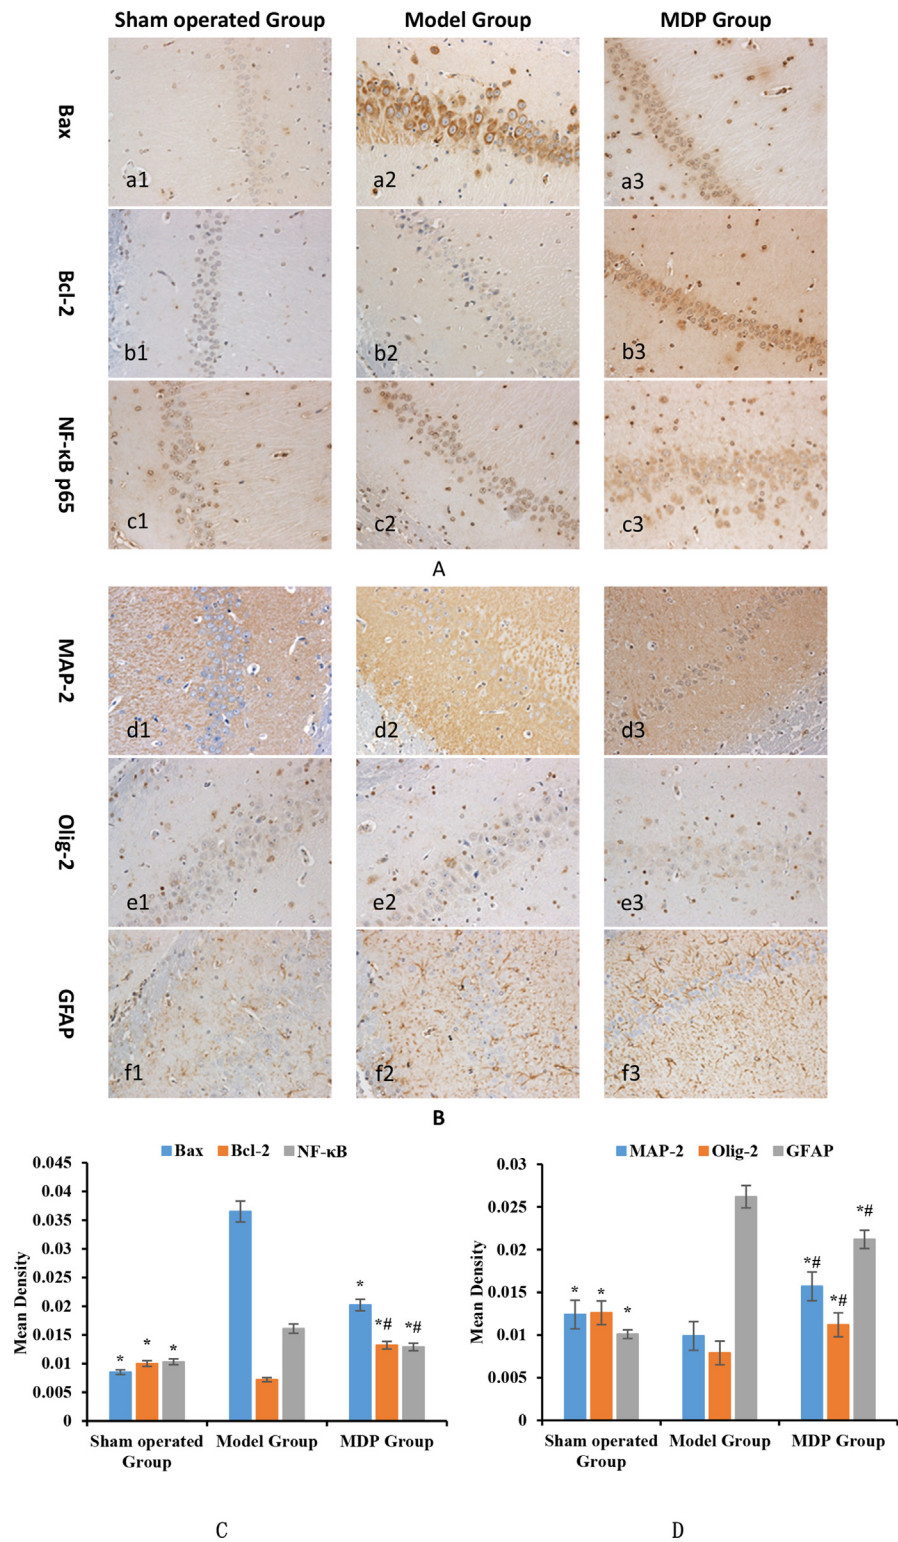 Sham operated Group Model Group MDP Group
Bax
a1 a2 a3
Bcl-2
b1 b2 b3
NF-κB p65
c1 c2 c3
A
MAP-2
d1 d2 d3
Olig-2
e1 e2 e3
GFAP
f1 f2 f3
B
Bax Bcl-2 NF-κB
Mean Density
0.045
0.04
0.035
0.03
0.025
0.02
0.015
0.01
0.005
0
* * *
* *# *#
Sham operated Group
Model Group
MDP Group
C
MAP-2 Olig-2 GFAP
Mean Density
0.03
0.025
0.02
0.015
0.01
0.005
0
* * *
*# *# *#
Sham operated
Group
Model Group
MDP Group
D